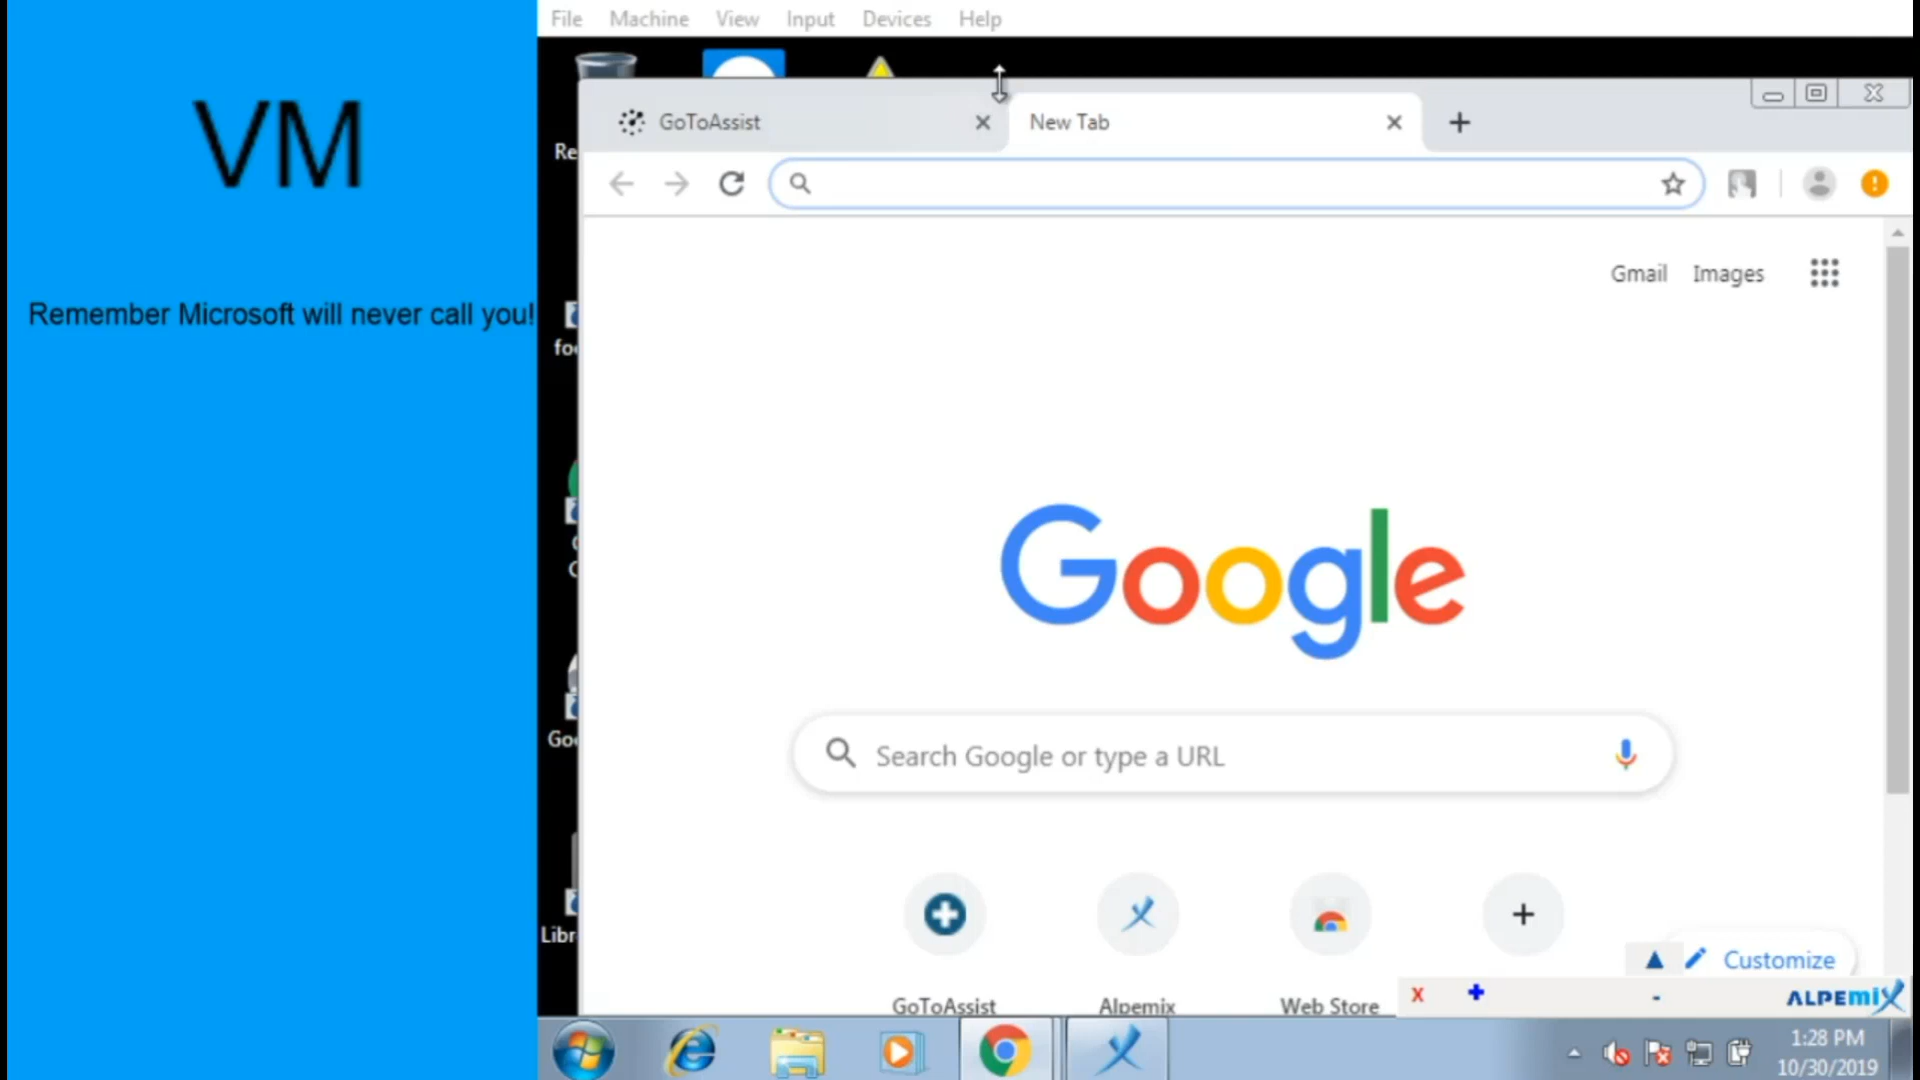 File Machine View Input Devices Help
VM
Remember Microsoft will never call you!
GoToAssist
New Tab
Gmail Images
Google
Search Google or type a URL
GoToAssist Alpemix Web Store
Customize
X + - ALPEMIX
1:28 PM
10/30/2019